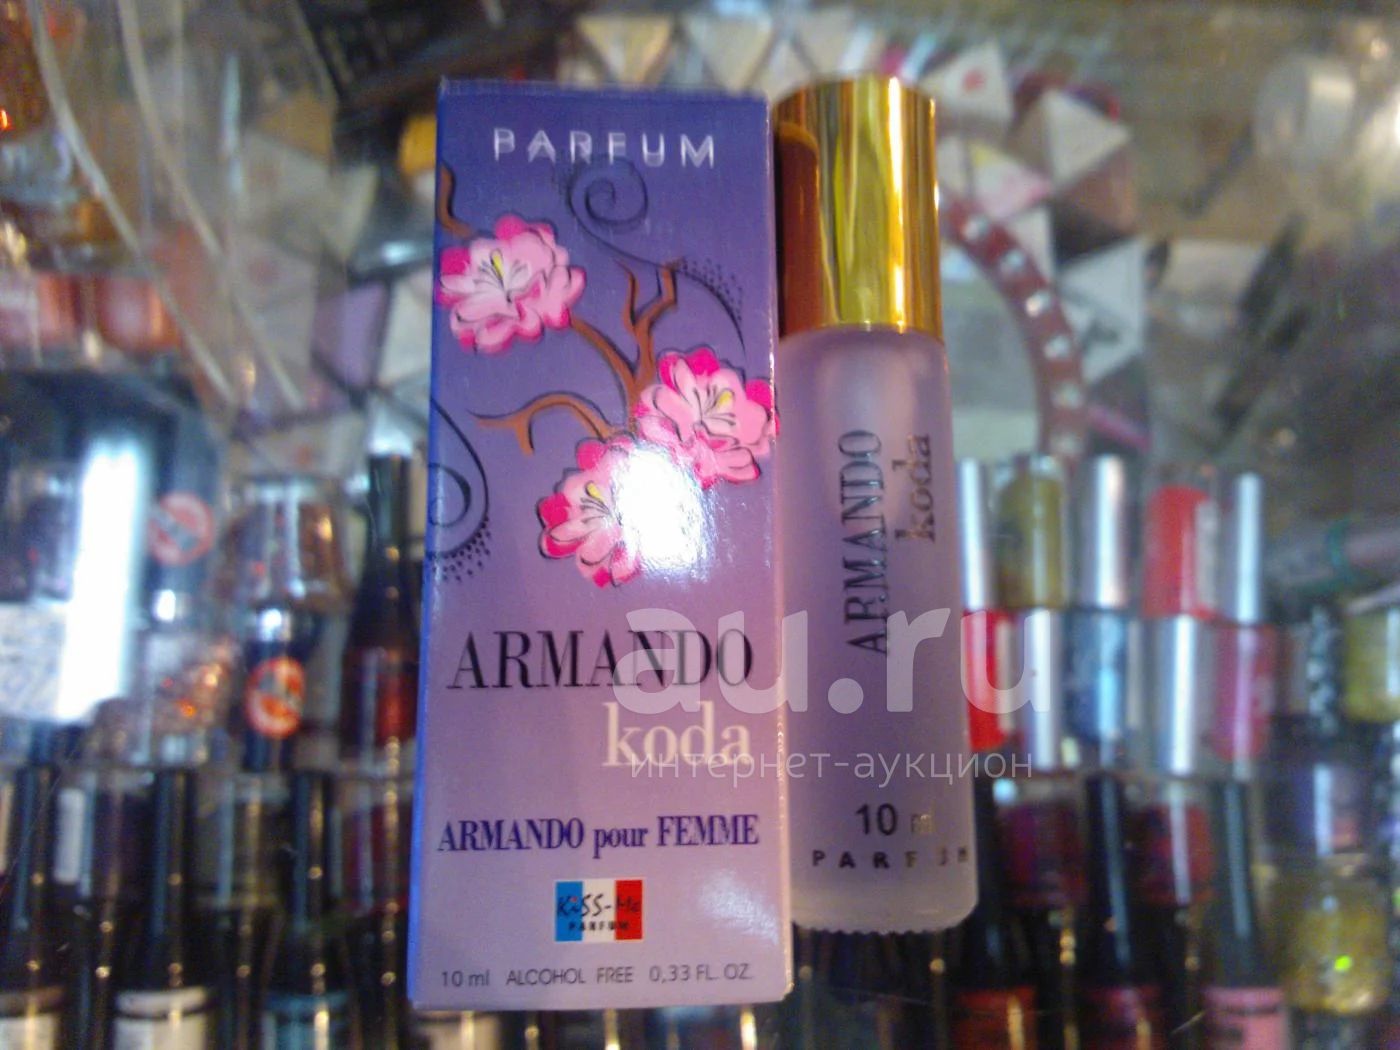 PARFUM
ARMANDO
koda
ARMANDO pour FEMME
KiSS-Me
PARFUM
10 ml ALCOHOL FREE 0,33 FL. OZ.
ARMANDO
koda
10 ml
PARFUM
au.ru
интернет-аукцион